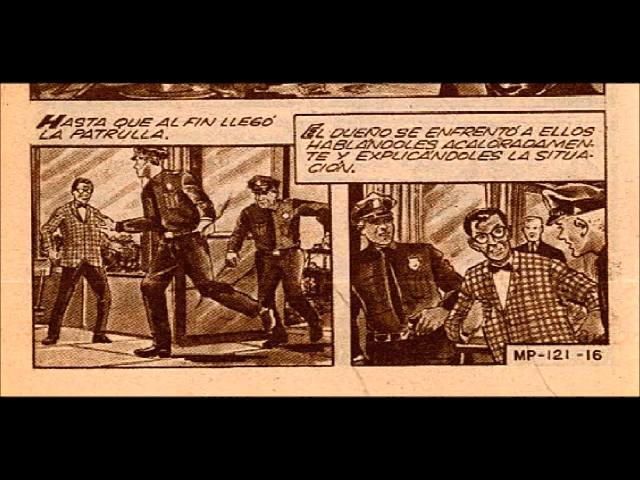 HASTA QUE AL FIN LLEGÓ
LA PATRULLA.
EL DUEÑO SE ENFRENTÓ A ELLOS
HABLÁNDOLES ACALORADAMEN-
TE Y EXPLICÁNDOLES LA SITUA-
CIÓN.
MP-121-16